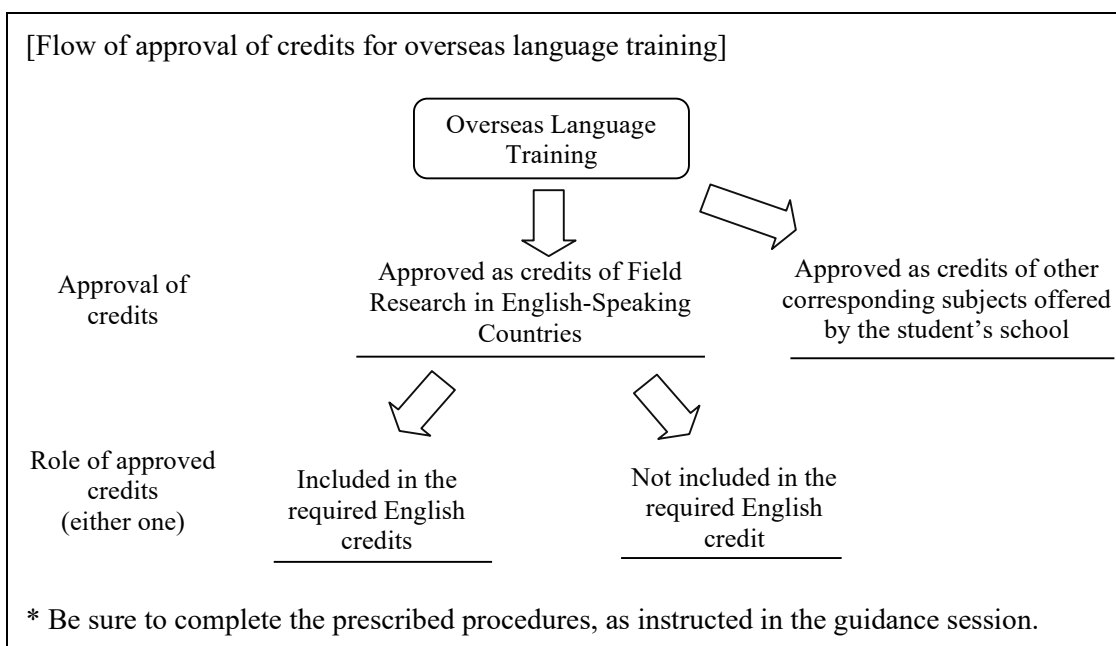 [Flow of approval of credits for overseas language training]
Overseas Language
Training
Approval of
credits
Approved as credits of Field
Research in English-Speaking
Countries
Approved as credits of other
corresponding subjects offered
by the student's school
Role of approved
credits
(either one)
Included in the
required English
credits
Not included in the
required English
credit
* Be sure to complete the prescribed procedures, as instructed in the guidance session.